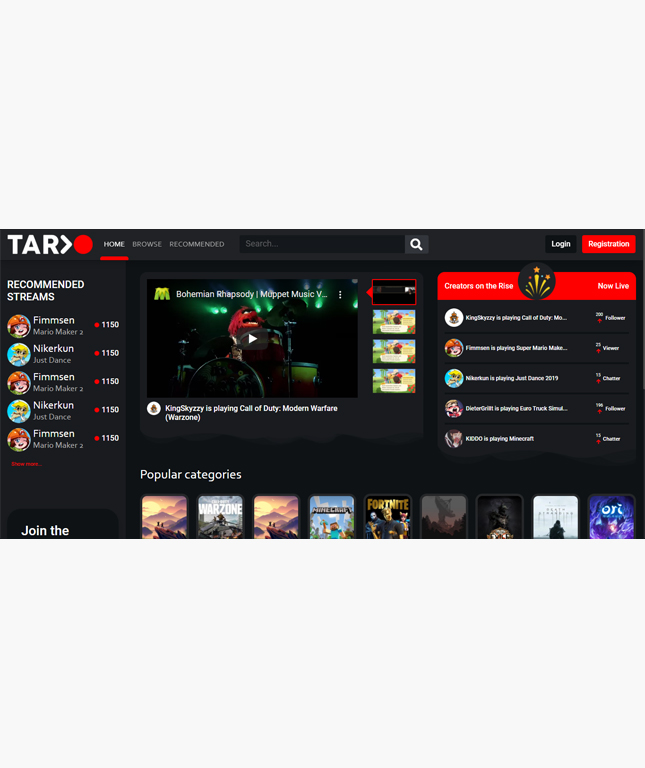 TAR
HOME BROWSE RECOMMENDED
Search...
Login
Registration
RECOMMENDED
STREAMS
Fimmsen
Mario Maker 2
1150
Nikerkun
Just Dance
1150
Fimmsen
Mario Maker 2
1150
Nikerkun
Just Dance
1150
Fimmsen
Mario Maker 2
1150
Show more...
Join the
Bohemian Rhapsody | Muppet Music V...
KingSkyzzy is playing Call of Duty: Modern Warfare
(Warzone)
Creators on the Rise
Now Live
KingSkyzzy is playing Call of Duty: Mo...
200
Follower
Fimmsen is playing Super Mario Make...
25
Viewer
Nikerkun is playing Just Dance 2019
15
Chatter
DieterGrillt is playing Euro Truck Simul...
196
Follower
KIDDO is playing Minecraft
15
Chatter
Popular categories
WARZONE
MINECRAFT
FORTNITE
ori